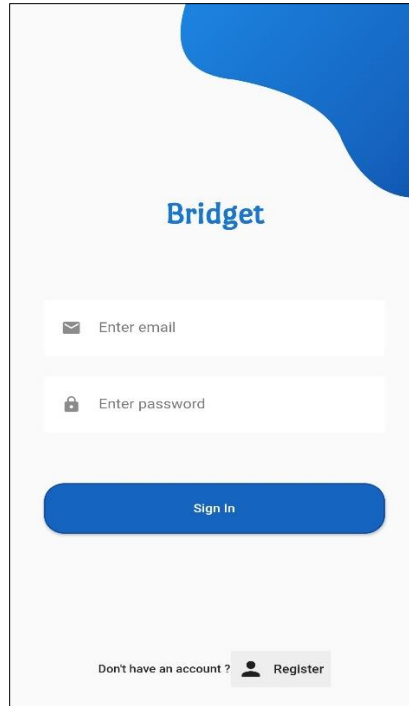 Bridget
Enter email
Enter password
Sign In
Don't have an account ? Register